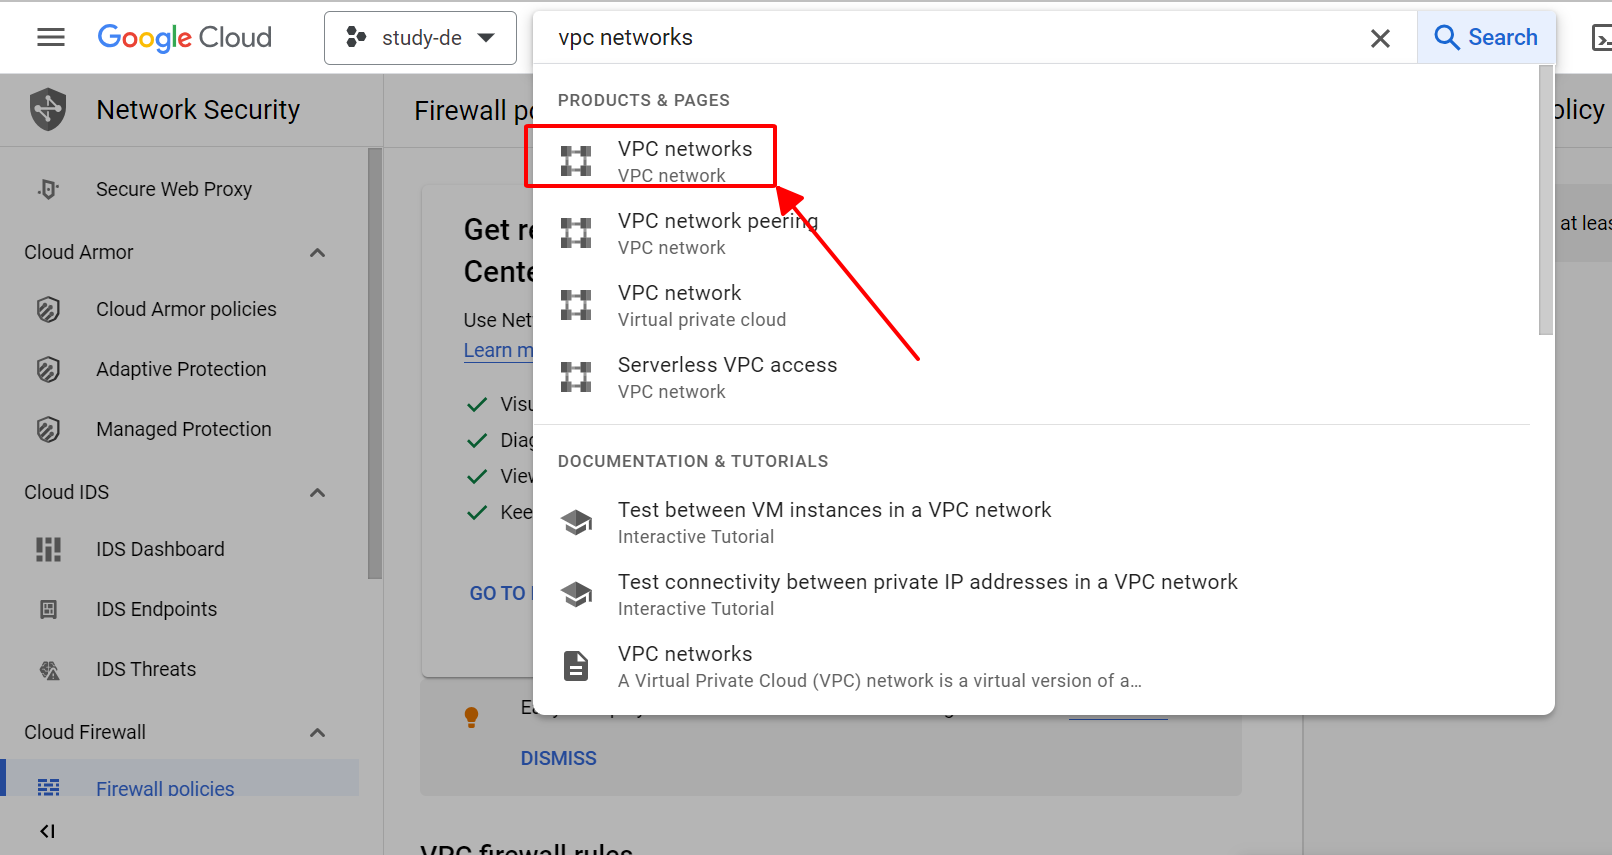 Google Cloud
study-de
vpc networks
Search
Network Security
Firewall po
olicy
Secure Web Proxy
Cloud Armor
Cloud Armor policies
Adaptive Protection
Managed Protection
Cloud IDS
IDS Dashboard
IDS Endpoints
IDS Threats
Cloud Firewall
Firewall policies
PRODUCTS & PAGES
VPC networks
VPC network
VPC network peering
VPC network
VPC network
Virtual private cloud
Serverless VPC access
VPC network
DOCUMENTATION & TUTORIALS
Test between VM instances in a VPC network
Interactive Tutorial
Test connectivity between private IP addresses in a VPC network
Interactive Tutorial
VPC networks
A Virtual Private Cloud (VPC) network is a virtual version of a...
Get re
Cente
Use Net
Learn m
Visu
Diag
View
Kee
GO TO
at leas
DISMISS
VPC firewall rules